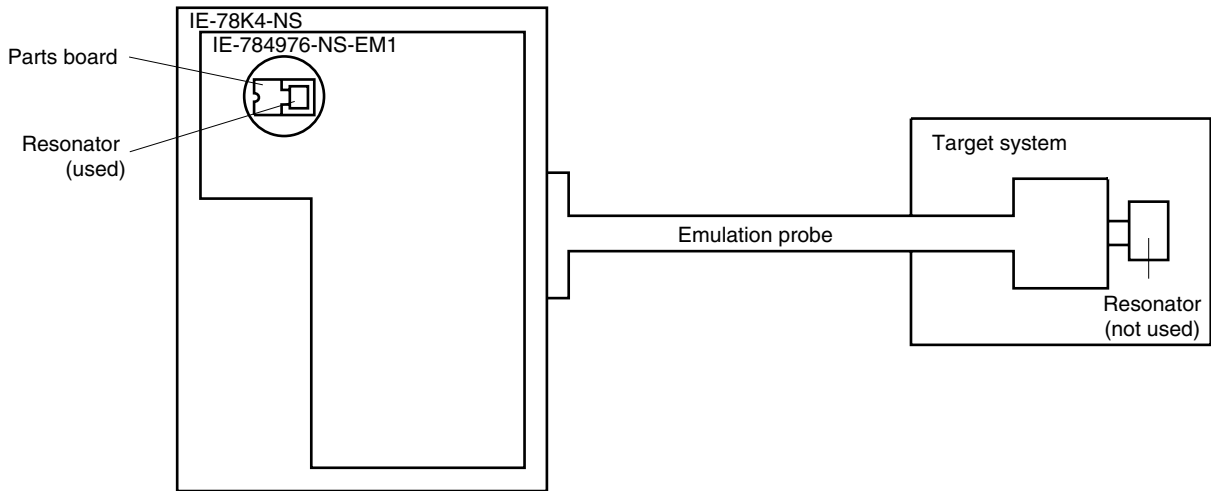 IE-78K4-NS
IE-784976-NS-EM1
Parts board
Resonator
(used)
Target system
Emulation probe
Resonator
(not used)